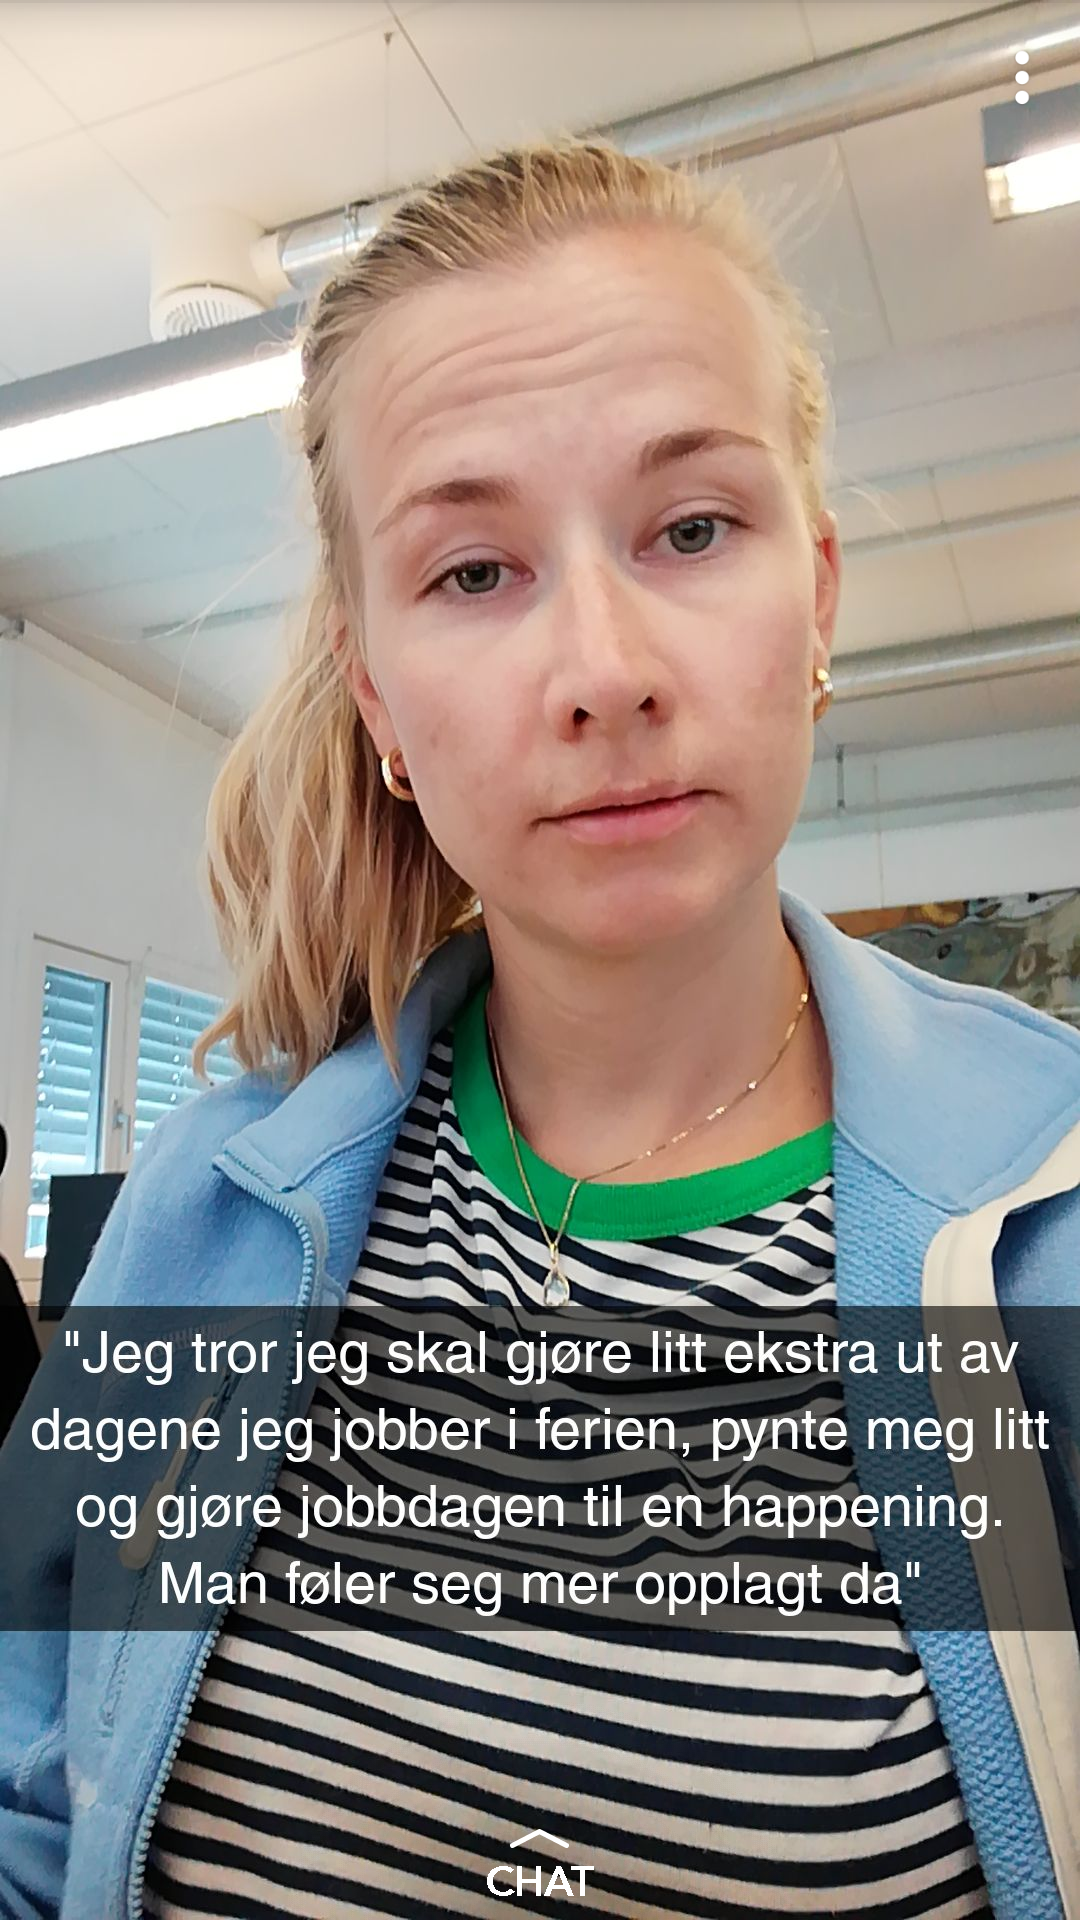 "Jeg tror jeg skal gjøre litt ekstra ut av
dagene jeg jobber i ferien, pynte meg litt
og gjøre jobbdagen til en happening.
Man føler seg mer opplagt da"
CHAT